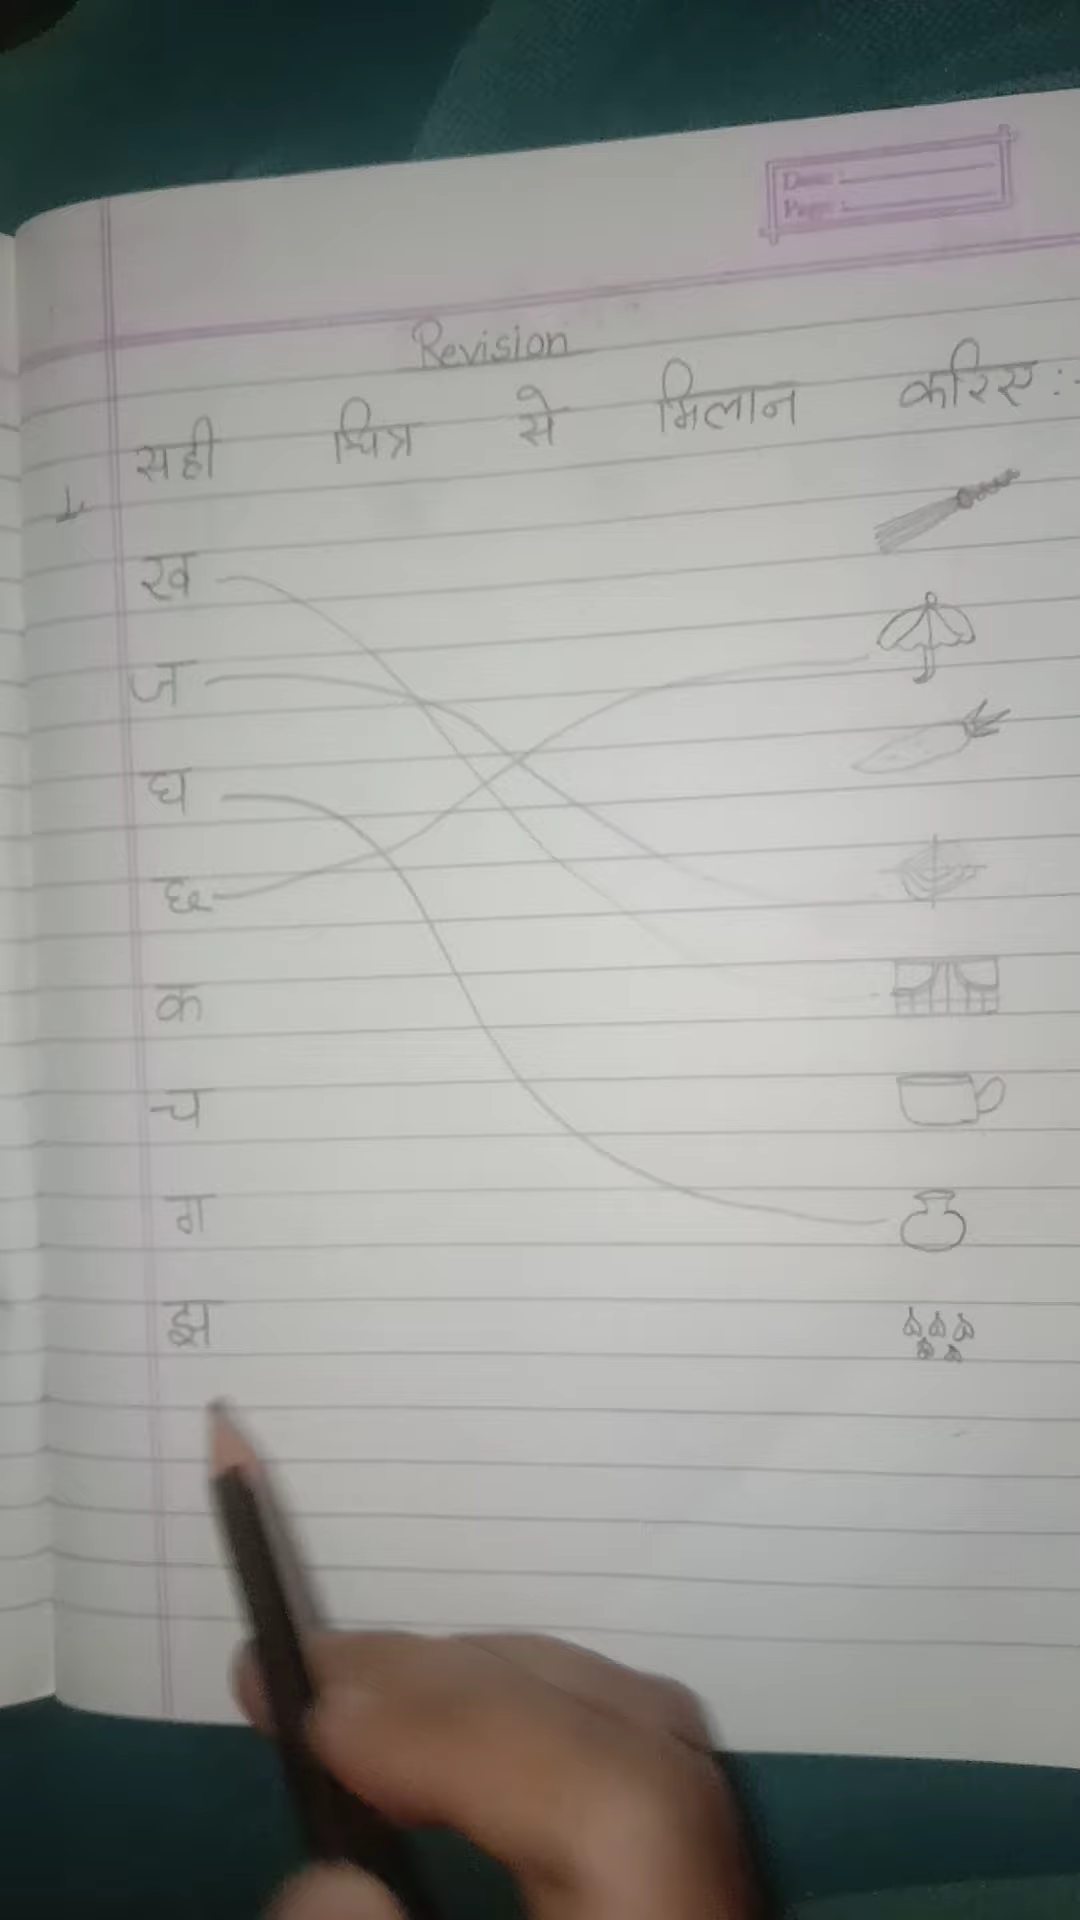 Date :
Page :
Revision
सही चित्र से मिलान करिए :-
1.
ख
ज
घ
छ
क
च
ग
झ